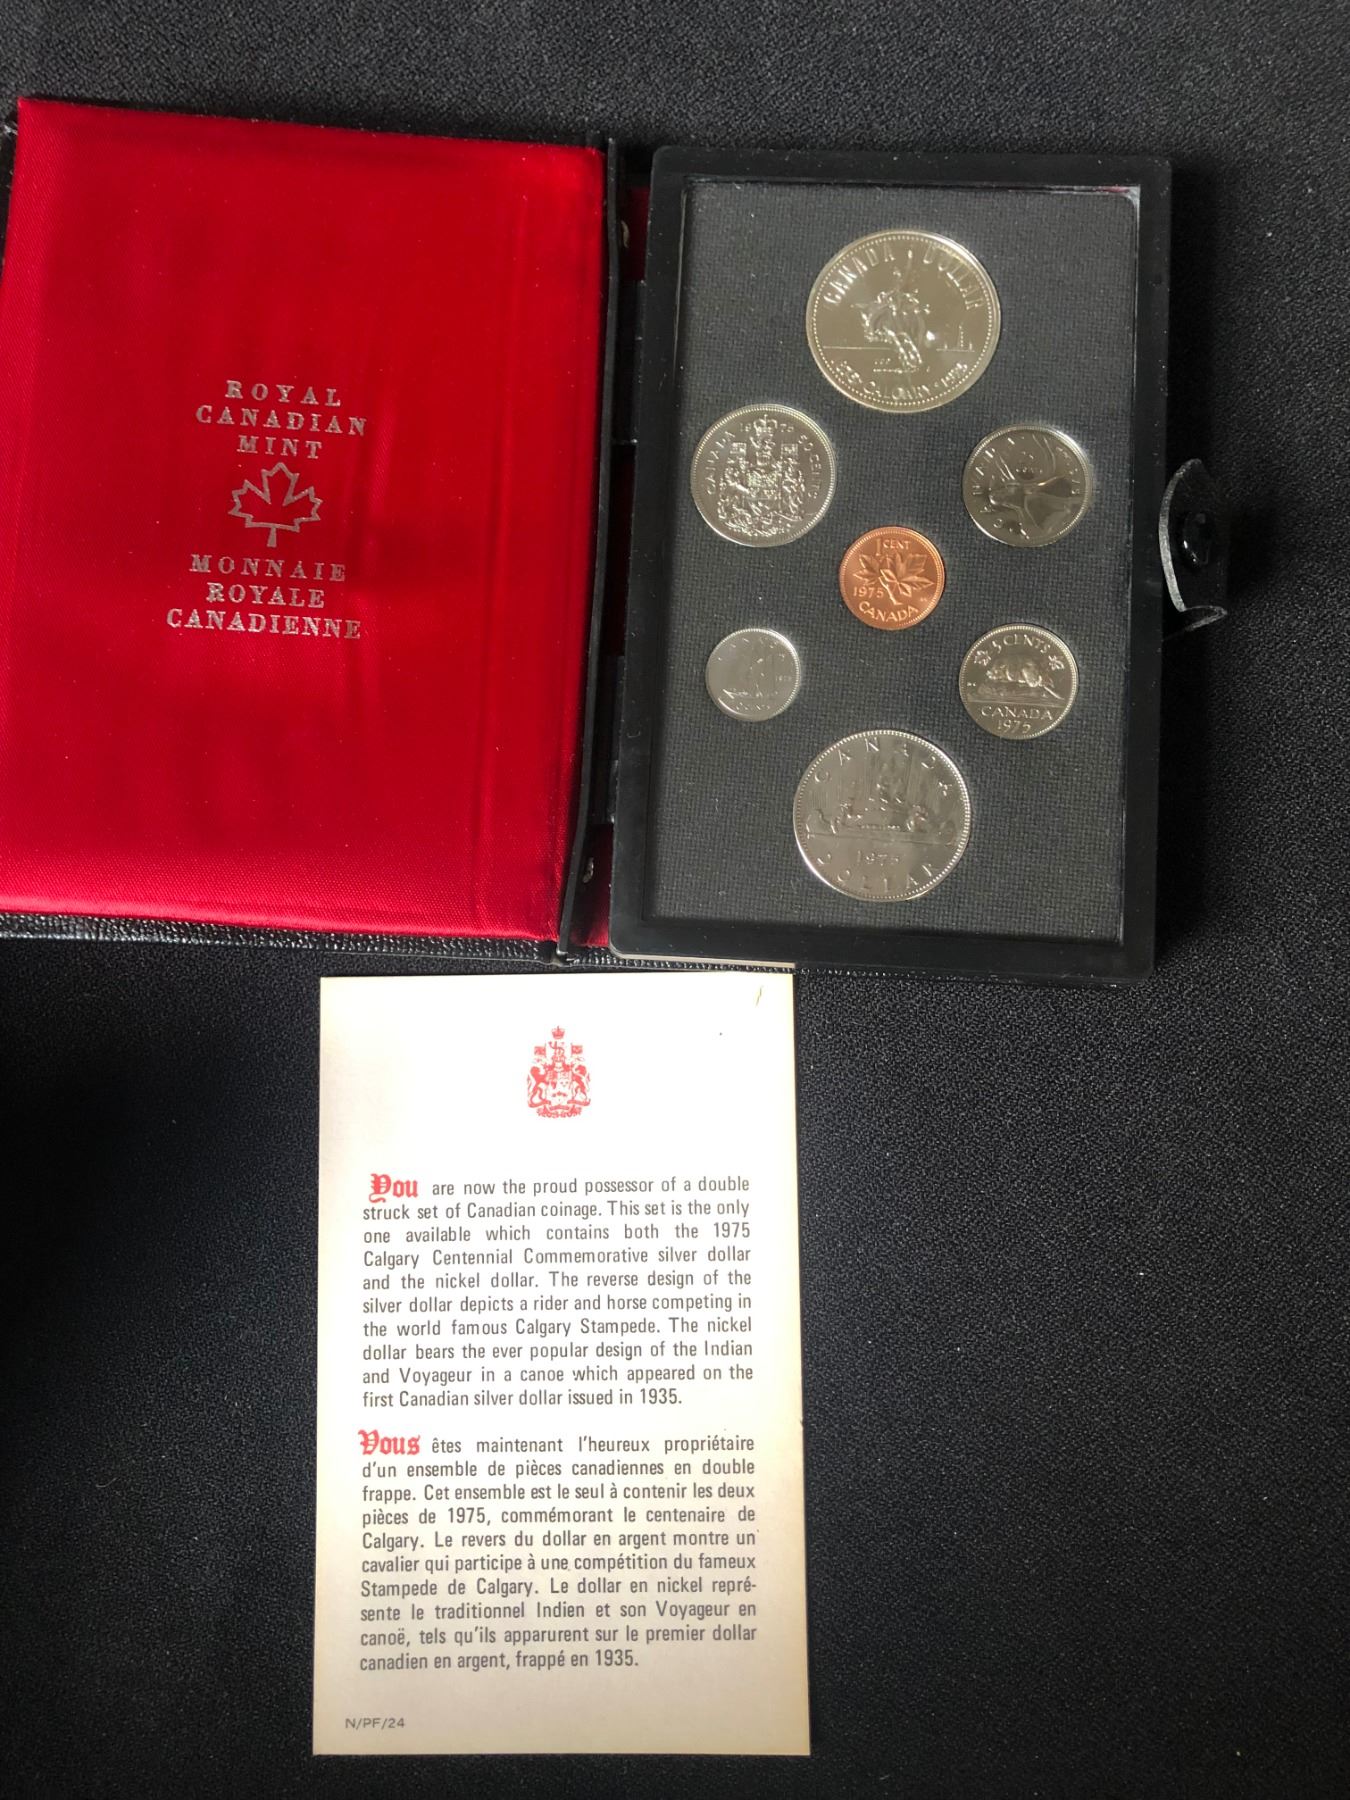 ROYAL
CANADIAN
MINT
MONNAIE
ROYALE
CANADIENNE
CANADA DOLLAR
1875 CALGARY 1975
CANADA 1975 50 CENTS
CANADA
1 CENT
1975
CANADA
5 CENTS
CANADA
1975
CANADA
1975
DOLLAR
You are now the proud possessor of a double
struck set of Canadian coinage. This set is the only
one available which contains both the 1975
Calgary Centennial Commemorative silver dollar
and the nickel dollar. The reverse design of the
silver dollar depicts a rider and horse competing in
the world famous Calgary Stampede. The nickel
dollar bears the ever popular design of the Indian
and Voyageur in a canoe which appeared on the
first Canadian silver dollar issued in 1935.
Vous êtes maintenant l'heureux propriétaire
d'un ensemble de pièces canadiennes en double
frappe. Cet ensemble est le seul à contenir les deux
pièces de 1975, commémorant le centenaire de
Calgary. Le revers du dollar en argent montre un
cavalier qui participe à une compétition du fameux
Stampede de Calgary. Le dollar en nickel repré-
sente le traditionnel Indien et son Voyageur en
canoë, tels qu'ils apparurent sur le premier dollar
canadien en argent, frappé en 1935.
N/PF/24